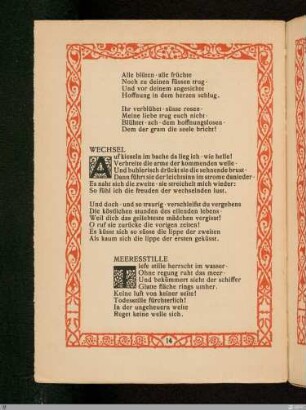 Alle blüten · alle früchte
Noch zu deinen füssen trug ·
Und vor deinem angesichte
Hoffnung in dem herzen schlug.
Ihr verblühet · süsse rosen ·
Meine liebe trug euch nicht ·
Blühtet · ach · dem hoffnungslosen ·
Dem der gram die seele bricht!
WECHSEL
Auf kieseln im bache da lieg ich · wie helle!
Verbreite die arme der kommenden welle ·
Und buhlerisch drückt sie die sehnende brust ·
Dann führt sie der leichtsinn im strome danieder ·
Es naht sich die zweite · sie streichelt mich wieder:
So fühl ich die freuden der wechselnden lust.
Und doch · und so traurig · verschleifst du vergebens
Die köstlichen stunden des eilenden lebens ·
Weil dich das geliebteste mädchen vergisst!
O ruf sie zurücke die vorigen zeiten!
Es küsst sich so süsse die lippe der zweiten
Als kaum sich die lippe der ersten geküsst.
MEERESSTILLE
Tiefe stille herrscht im wasser ·
Ohne regung ruht das meer ·
Und bekümmert sieht der schiffer
Glatte fläche rings umher.
Keine luft von keiner seite!
Todesstille fürchterlich!
In der ungeheuren weite
Reget keine welle sich.
14